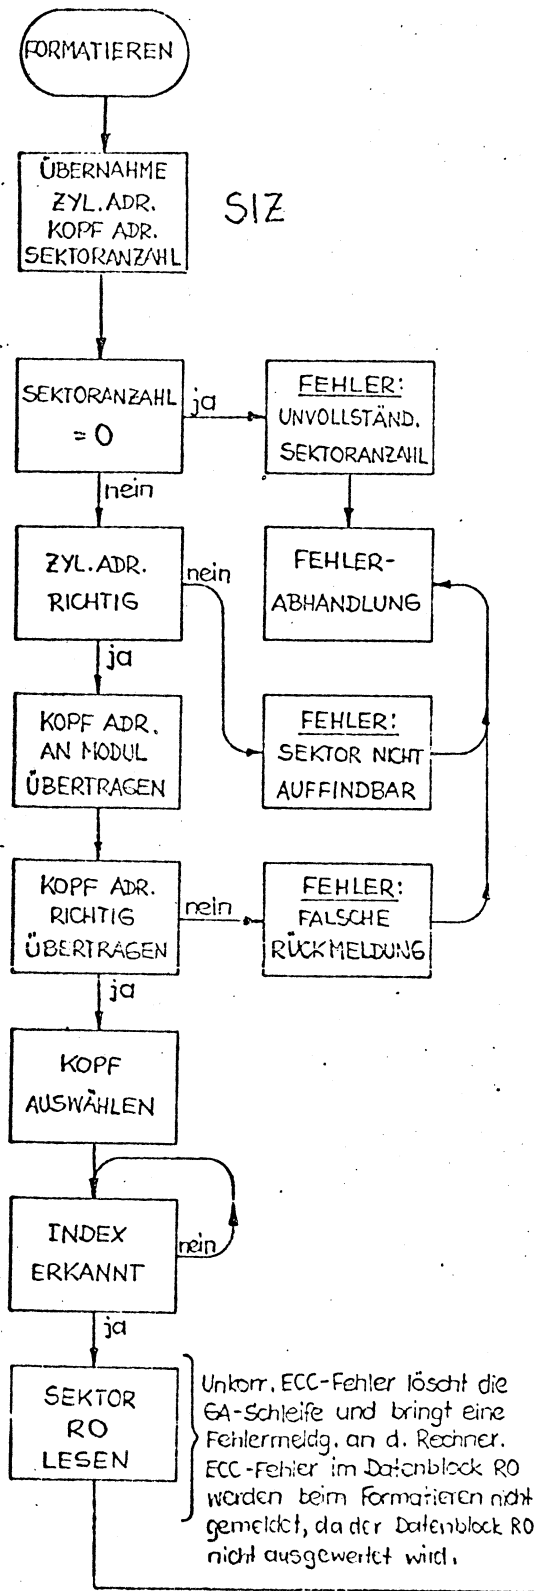 FORMATIEREN
ÜBERNAHME
ZYL. ADR.
KOPF ADR.
SEKTORANZAHL
SIZ
SEKTORANZAHL
= 0
ja
FEHLER:
UNVOLLSTÄND.
SEKTORANZAHL
nein
ZYL. ADR.
RICHTIG
nein
FEHLER-
ABHANDLUNG
ja
KOPF ADR.
AN MODUL
ÜBERTRAGEN
FEHLER:
SEKTOR NICHT
AUFFINDBAR
KOPF ADR.
RICHTIG
ÜBERTRAGEN
nein
FEHLER:
FALSCHE
RÜCKMELDUNG
ja
KOPF
AUSWÄHLEN
INDEX
ERKANNT
nein
ja
SEKTOR
RO
LESEN
Unkorr. ECC-Fehler löscht die
GA-Schleife und bringt eine
Fehlermeldg. an d. Rechner.
ECC-Fehler im Datenblock RO
werden beim Formatieren nicht
gemeldet, da der Datenblock RO
nicht ausgewertet wird.